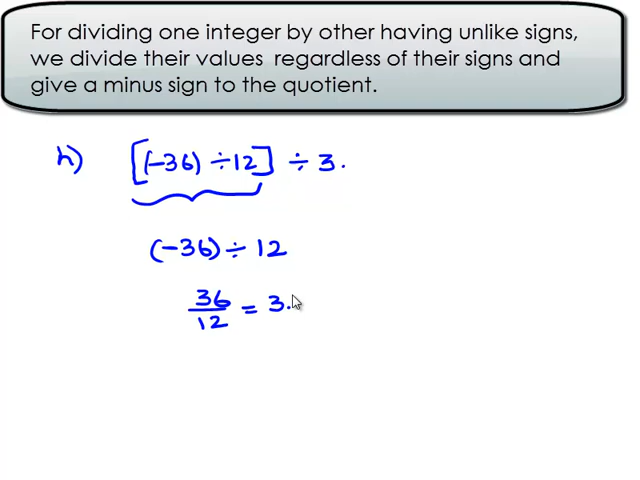 For dividing one integer by other having unlike signs,
we divide their values regardless of their signs and
give a minus sign to the quotient.
h) [(-36) ÷12] ÷ 3.
(-36) ÷ 12
36/12 = 3.